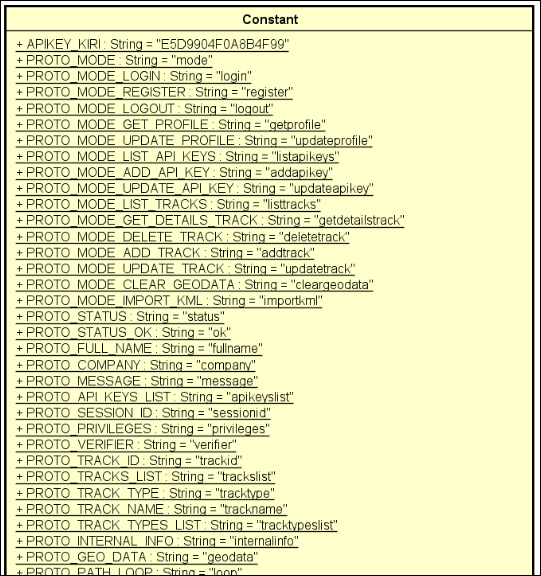 Constant
+ APIKEY_KIRI : String = "E5D9904F0A8B4F99"
+ PROTO_MODE : String = "mode"
+ PROTO_MODE_LOGIN : String = "login"
+ PROTO_MODE_REGISTER : String = "register"
+ PROTO_MODE_LOGOUT : String = "logout"
+ PROTO_MODE_GET_PROFILE : String = "getprofile"
+ PROTO_MODE_UPDATE_PROFILE : String = "updateprofile"
+ PROTO_MODE_LIST_API_KEYS : String = "listapikeys"
+ PROTO_MODE_ADD_API_KEY : String = "addapikey"
+ PROTO_MODE_UPDATE_API_KEY : String = "updateapikey"
+ PROTO_MODE_LIST_TRACKS : String = "listtracks"
+ PROTO_MODE_GET_DETAILS_TRACK : String = "getdetailstrack"
+ PROTO_MODE_DELETE_TRACK : String = "deletetrack"
+ PROTO_MODE_ADD_TRACK : String = "addtrack"
+ PROTO_MODE_UPDATE_TRACK : String = "updatetrack"
+ PROTO_MODE_CLEAR_GEODATA : String = "cleargeodata"
+ PROTO_MODE_IMPORT_KML : String = "importkml"
+ PROTO_STATUS : String = "status"
+ PROTO_STATUS_OK : String = "ok"
+ PROTO_FULL_NAME : String = "fullname"
+ PROTO_COMPANY : String = "company"
+ PROTO_MESSAGE : String = "message"
+ PROTO_API_KEYS_LIST : String = "apikeyslist"
+ PROTO_SESSION_ID : String = "sessionid"
+ PROTO_PRIVILEGES : String = "privileges"
+ PROTO_VERIFIER : String = "verifier"
+ PROTO_TRACK_ID : String = "trackid"
+ PROTO_TRACKS_LIST : String = "trackslist"
+ PROTO_TRACK_TYPE : String = "tracktype"
+ PROTO_TRACK_NAME : String = "trackname"
+ PROTO_TRACK_TYPES_LIST : String = "tracktypeslist"
+ PROTO_INTERNAL_INFO : String = "internalinfo"
+ PROTO_GEO_DATA : String = "geodata"
+ PROTO_PATH_LOOP : String = "loop"